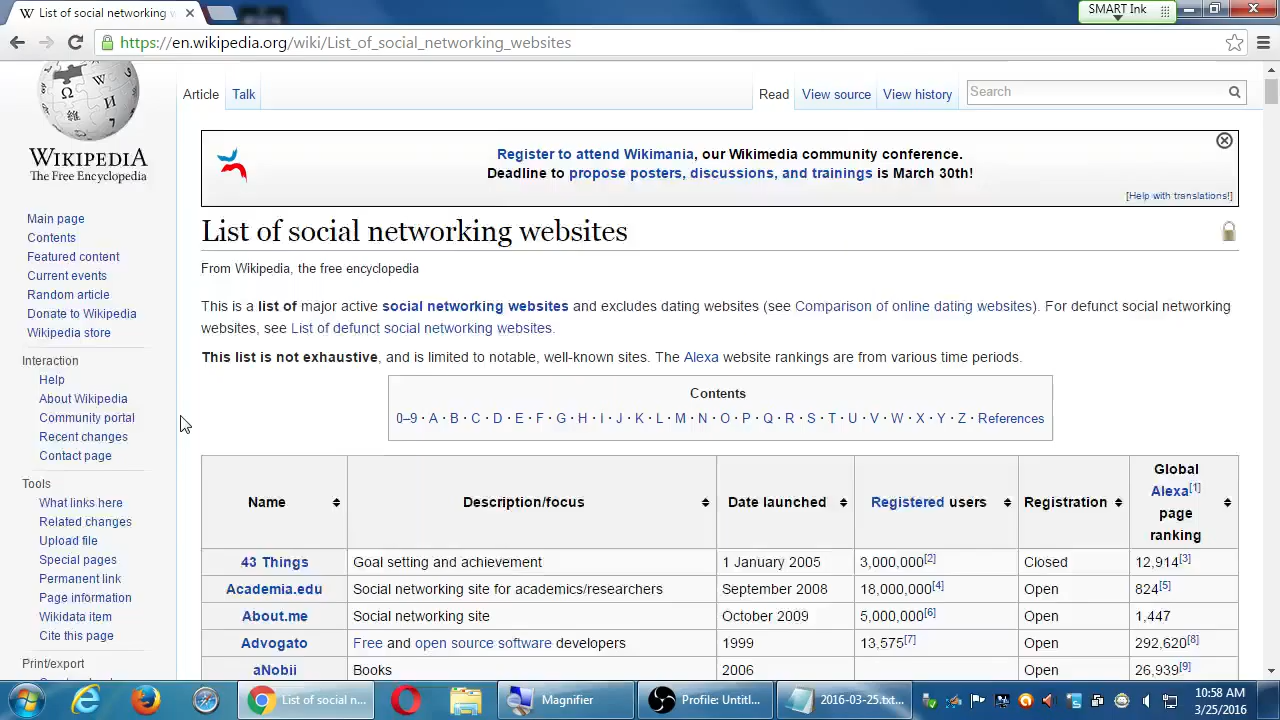 List of social networking w
SMART Ink
https://en.wikipedia.org/wiki/List_of_social_networking_websites
WIKIPEDIA
The Free Encyclopedia
Main page
Contents
Featured content
Current events
Random article
Donate to Wikipedia
Wikipedia store
Interaction
Help
About Wikipedia
Community portal
Recent changes
Contact page
Tools
What links here
Related changes
Upload file
Special pages
Permanent link
Page information
Wikidata item
Cite this page
Print/export
Article Talk Read View source View history Search
Register to attend Wikimania, our Wikimedia community conference.
Deadline to propose posters, discussions, and trainings is March 30th!
[Help with translations!]
List of social networking websites
From Wikipedia, the free encyclopedia
This is a list of major active social networking websites and excludes dating websites (see Comparison of online dating websites). For defunct social networking
websites, see List of defunct social networking websites.
This list is not exhaustive, and is limited to notable, well-known sites. The Alexa website rankings are from various time periods.
Contents
0–9 · A · B · C · D · E · F · G · H · I · J · K · L · M · N · O · P · Q · R · S · T · U · V · W · X · Y · Z · References
Name Description/focus Date launched Registered users Registration Global Alexa[1] page ranking
43 Things Goal setting and achievement 1 January 2005 3,000,000[2] Closed 12,914[3]
Academia.edu Social networking site for academics/researchers September 2008 18,000,000[4] Open 824[5]
About.me Social networking site October 2009 5,000,000[6] Open 1,447
Advogato Free and open source software developers 1999 13,575[7] Open 292,620[8]
aNobii Books 2006 Open 26,939[9]
List of social n...
Magnifier
Profile: Untitl...
2016-03-25.txt...
10:58 AM
3/25/2016